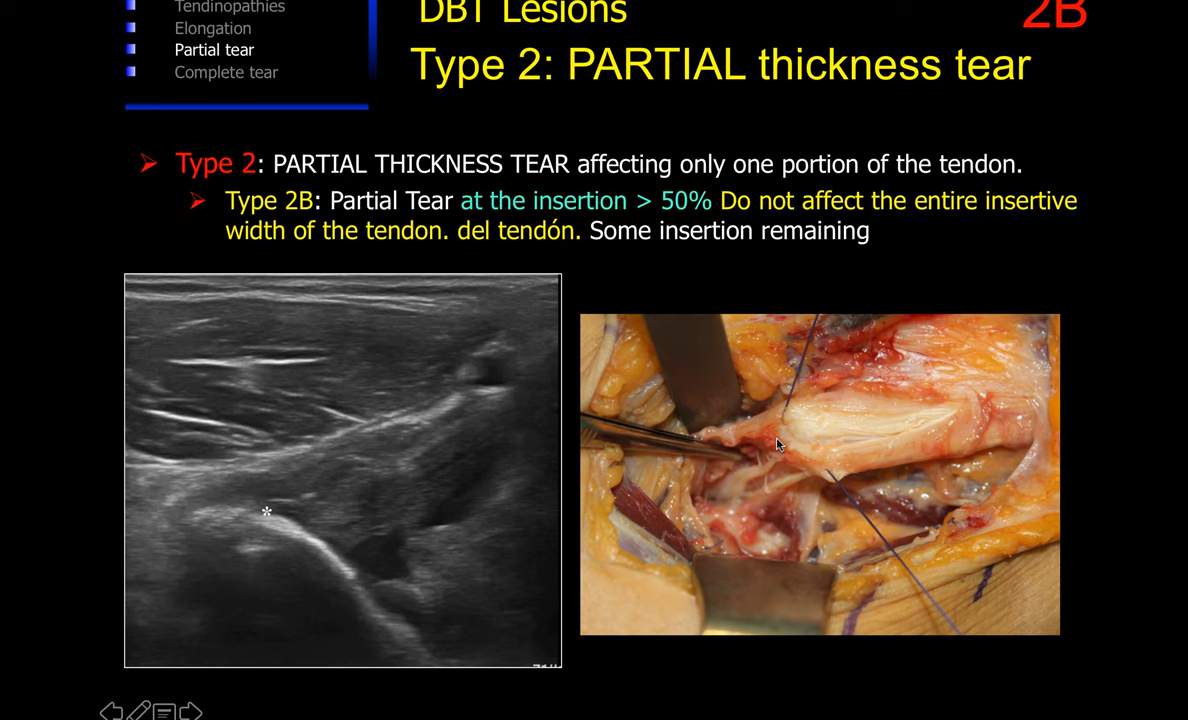 Tendinopathies
Elongation
Partial tear
Complete tear
DBT Lesions
2B
Type 2: PARTIAL thickness tear
Type 2: PARTIAL THICKNESS TEAR affecting only one portion of the tendon.
Type 2B: Partial Tear at the insertion > 50% Do not affect the entire insertive
width of the tendon. del tendón. Some insertion remaining
*